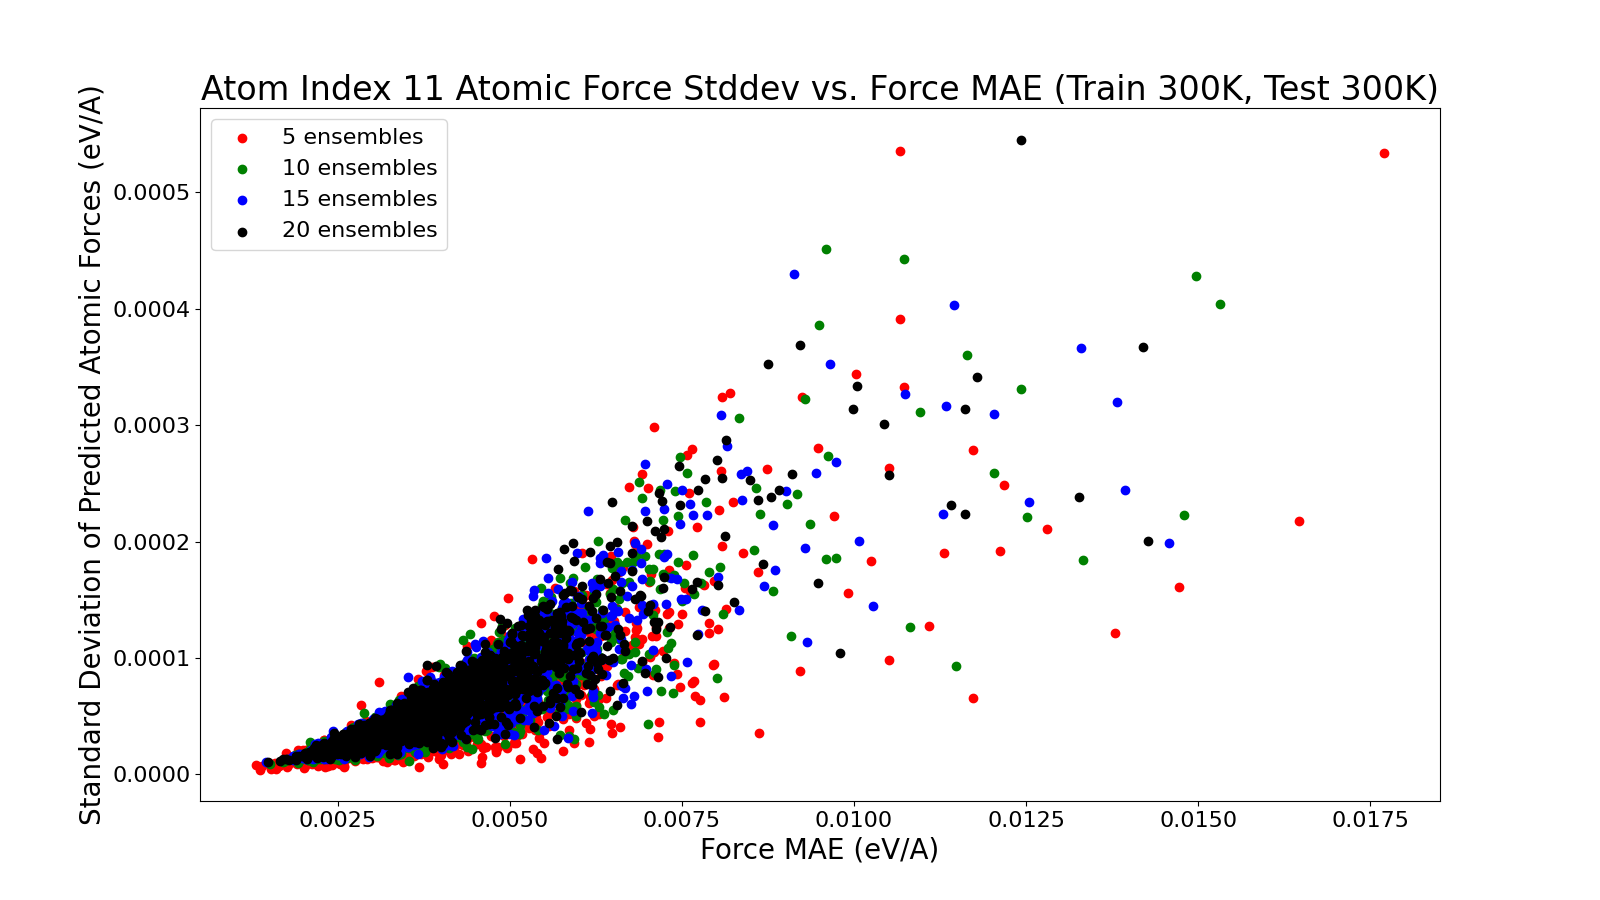 Atom Index 11 Atomic Force Stddev vs. Force MAE (Train 300K, Test 300K)
5 ensembles
10 ensembles
15 ensembles
20 ensembles
Standard Deviation of Predicted Atomic Forces (eV/A)
0.0005
0.0004
0.0003
0.0002
0.0001
0.0000
0.0025 0.0050 0.0075 0.0100 0.0125 0.0150 0.0175
Force MAE (eV/A)